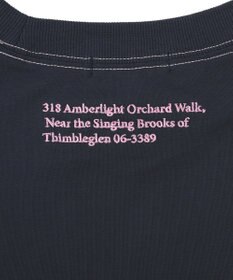 318 Amberlight Orchard Walk,
Near the Singing Brooks of
Thimbleglen 06-3389